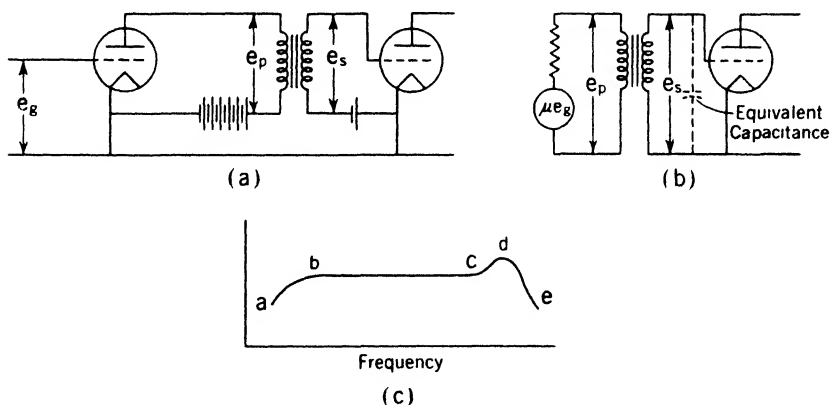 e_g
e_p
e_s
(a)
μe_g
e_p
e_s
Equivalent
Capacitance
(b)
a
b
c
d
e
Frequency
(c)